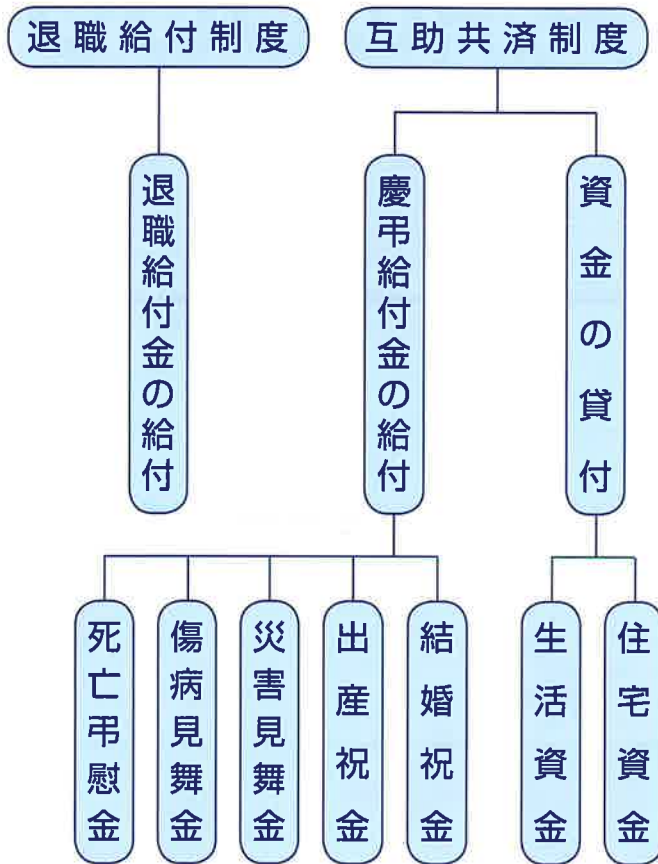 退職給付制度
互助共済制度
退職給付金の給付
慶弔給付金の給付
資金の貸付
死亡弔慰金
傷病見舞金
災害見舞金
出産祝金
結婚祝金
生活資金
住宅資金